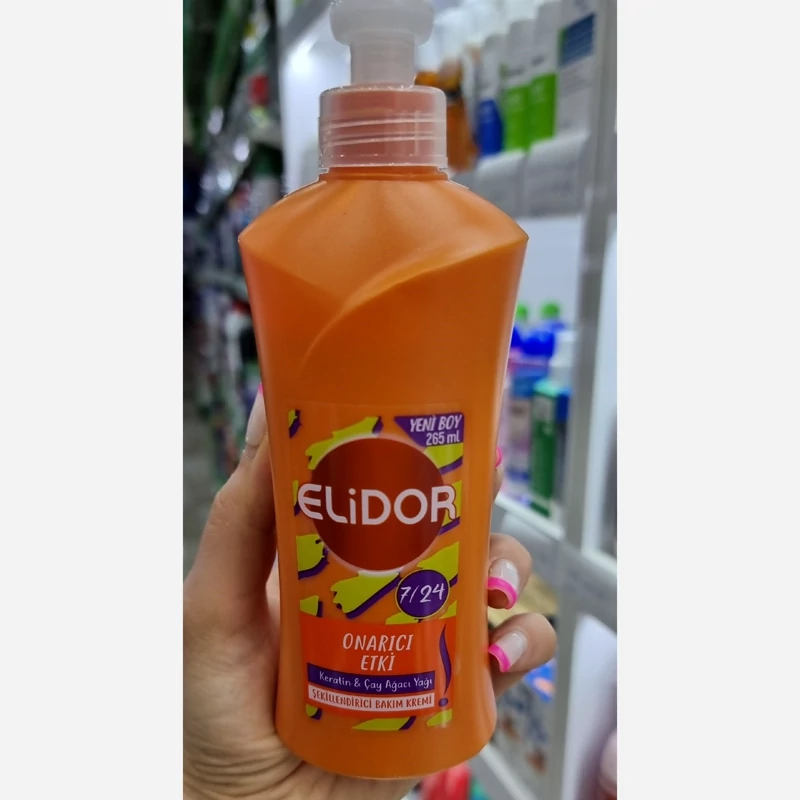 YENİ BOY
265 ml
ELiDOR
7/24
ONARICI
ETKİ
Keratin & Çay Ağacı Yağı
ŞEKİLLENDİRİCİ BAKIM KREMİ